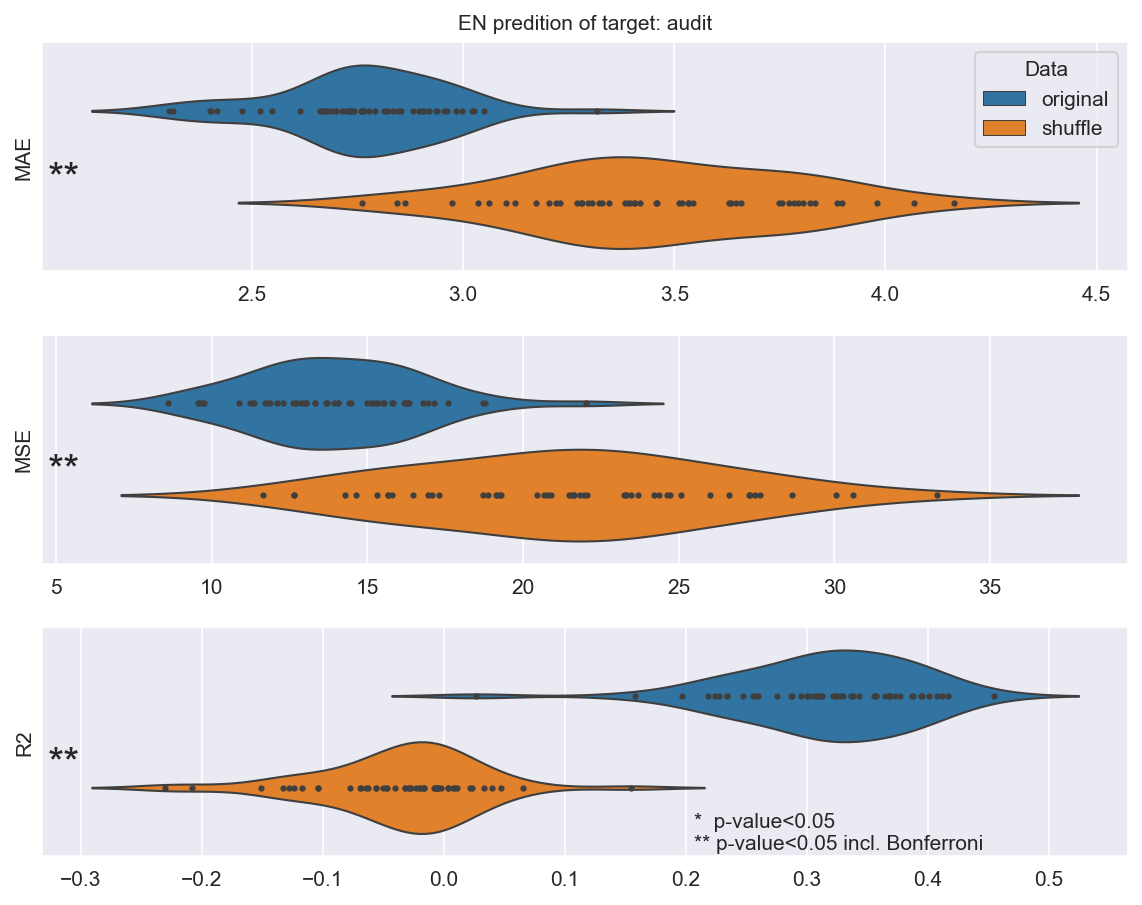 EN predition of target: audit
Data
original
shuffle
MAE
**
2.5 3.0 3.5 4.0 4.5
MSE
**
5 10 15 20 25 30 35
R2
**
* p-value<0.05
** p-value<0.05 incl. Bonferroni
−0.3 −0.2 −0.1 0.0 0.1 0.2 0.3 0.4 0.5